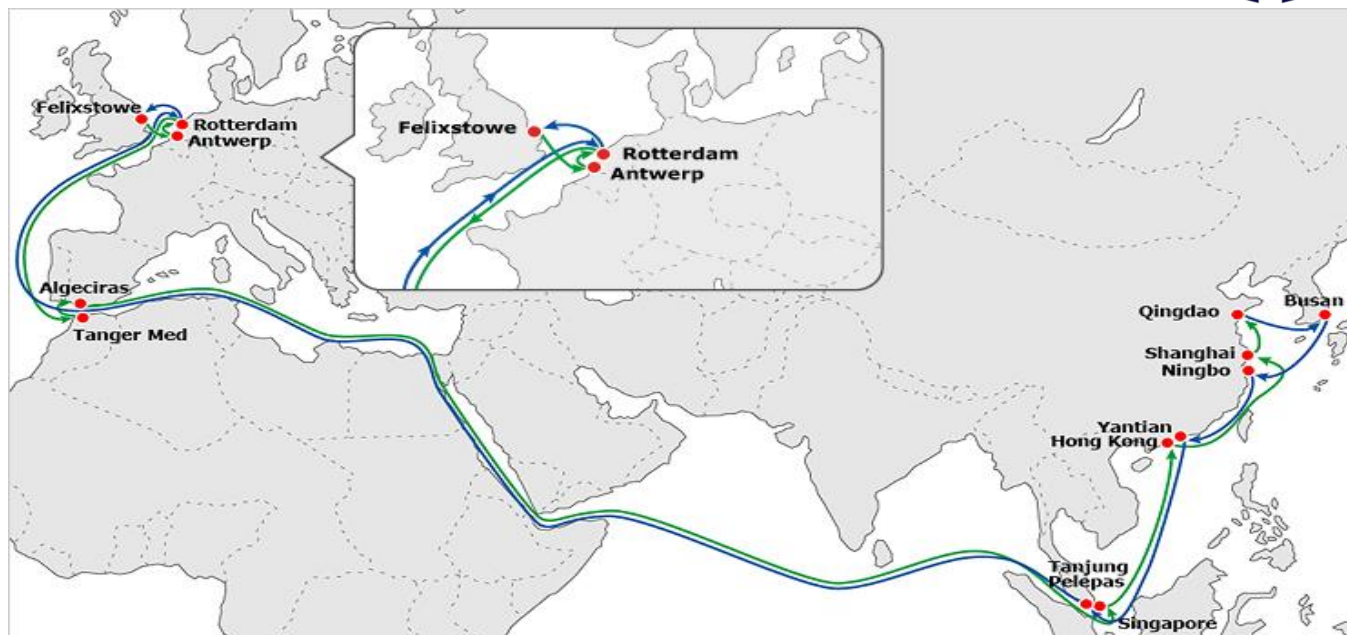 Felixstowe
Rotterdam
Antwerp
Felixstowe
Rotterdam
Antwerp
Algeciras
Tanger Med
Qingdao
Busan
Shanghai
Ningbo
Yantian
Hong Kong
Tanjung
Pelepas
Singapore